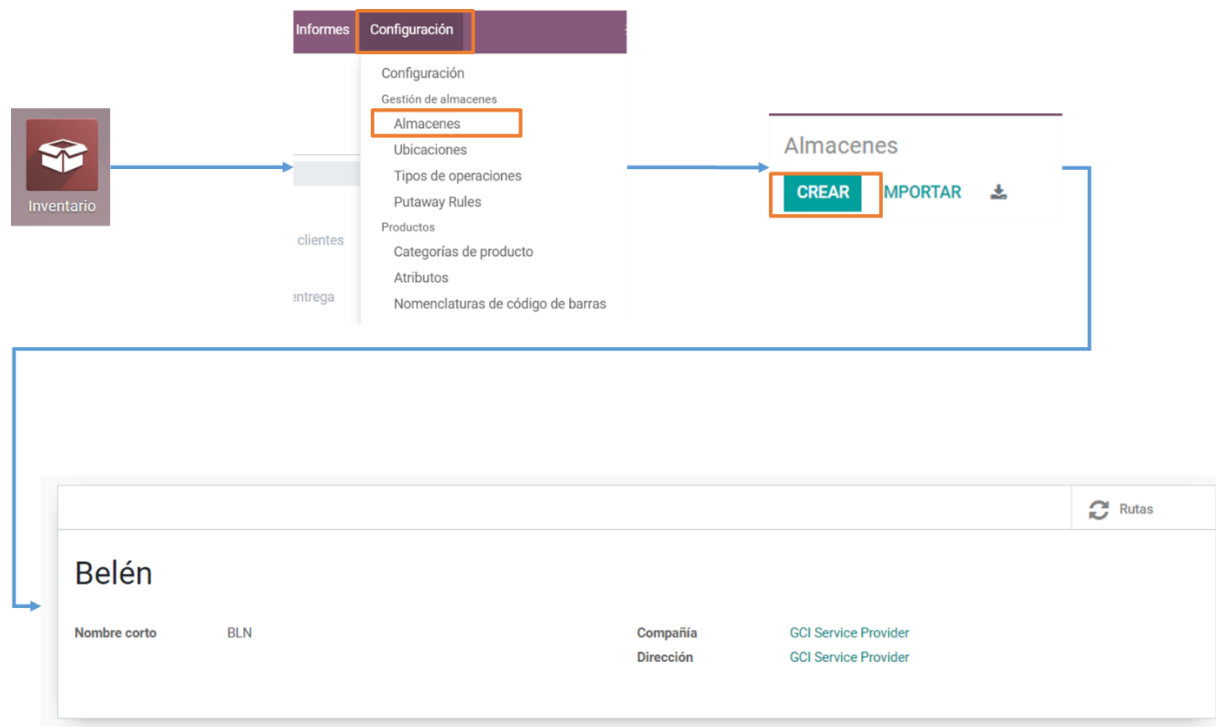 Informes Configuración
Configuración
Gestión de almacenes
Almacenes
Ubicaciones
Tipos de operaciones
Putaway Rules
Productos
Categorías de producto
Atributos
Nomenclaturas de código de barras
clientes
entrega
Inventario
Almacenes
CREAR MPORTAR
Rutas
Belén
Nombre corto BLN
Compañía GCI Service Provider
Dirección GCI Service Provider